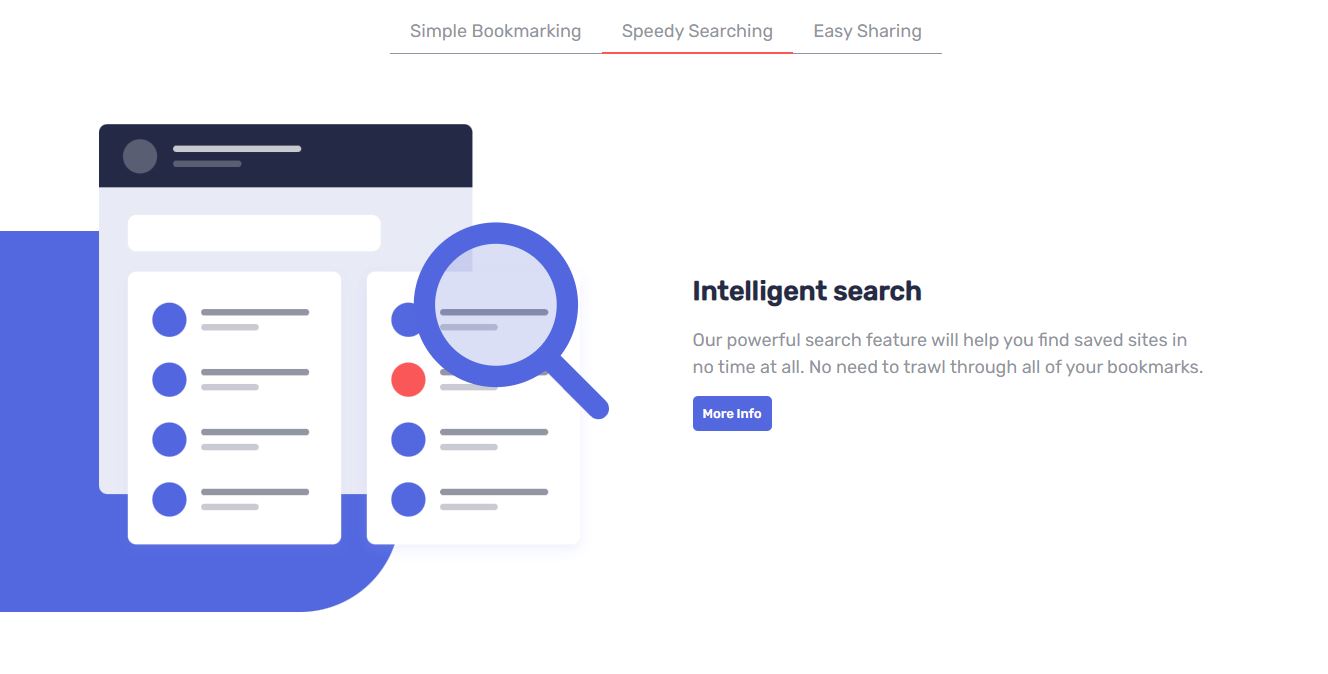 Simple Bookmarking Speedy Searching Easy Sharing
Intelligent search
Our powerful search feature will help you find saved sites in
no time at all. No need to trawl through all of your bookmarks.
More Info